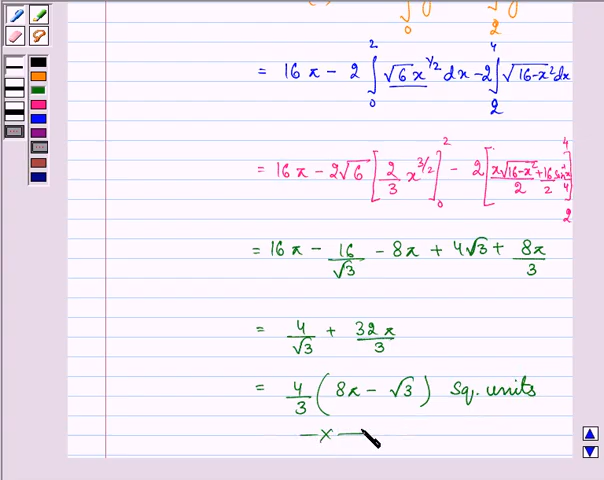 = 16π - 2 ∫₀² √6 x^{1/2} dx - 2 ∫₂⁴ √(16-x²) dx
= 16π - 2√6 [2/3 x^{3/2}]₀² - 2 [x√(16-x²)/2 + 16/2 sin⁻¹ x/4]₂⁴
= 16π - 16/√3 - 8π + 4√3 + 8π/3
= 4/√3 + 32π/3
= 4/3 (8π - √3) Sq. units
—x—